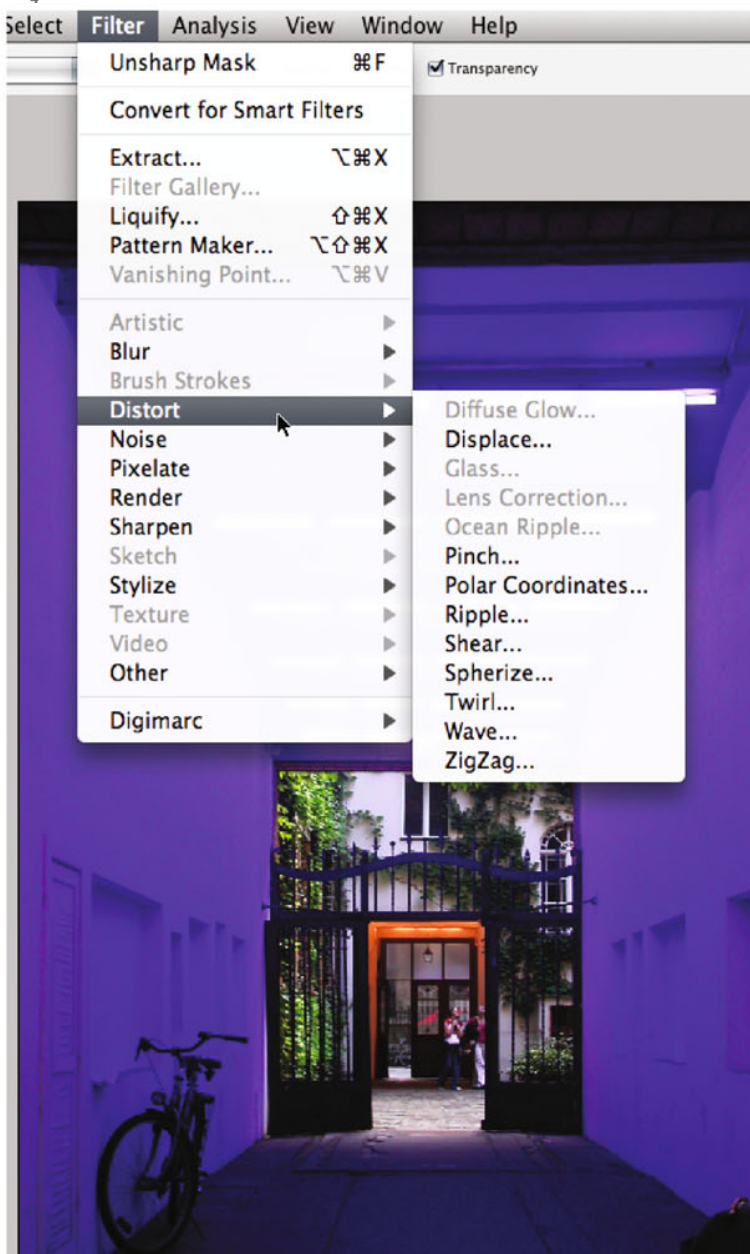 4
Select Filter Analysis View Window Help
Transparency
Unsharp Mask ⌘F
Convert for Smart Filters
Extract... ⌥⌘X
Filter Gallery...
Liquify... ⇧⌘X
Pattern Maker... ⌥⇧⌘X
Vanishing Point... ⌥⌘V
Artistic
Blur
Brush Strokes
Distort
Noise
Pixelate
Render
Sharpen
Sketch
Stylize
Texture
Video
Other
Digimarc
Diffuse Glow...
Displace...
Glass...
Lens Correction...
Ocean Ripple...
Pinch...
Polar Coordinates...
Ripple...
Shear...
Spherize...
Twirl...
Wave...
ZigZag...